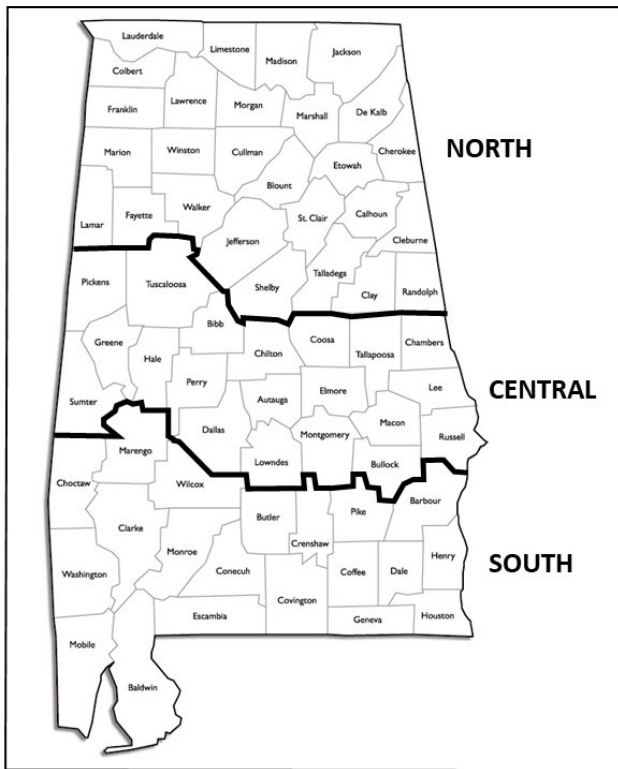 Lauderdale
Limestone
Madison
Jackson
Colbert
Lawrence
Morgan
Marshall
De Kalb
Franklin
Marion
Winston
Cullman
Etowah
Cherokee
NORTH
Blount
Lamar
Fayette
Walker
Jefferson
St. Clair
Calhoun
Cleburne
Talladega
Shelby
Clay
Randolph
Pickens
Tuscaloosa
Bibb
Greene
Hale
Chilton
Coosa
Tallapoosa
Chambers
Perry
Autauga
Elmore
Lee
CENTRAL
Sumter
Dallas
Macon
Montgomery
Russell
Marengo
Lowndes
Bullock
Choctaw
Wilcox
Butler
Pike
Barbour
Clarke
Crenshaw
Monroe
Henry
SOUTH
Washington
Conecuh
Coffee
Dale
Covington
Escambia
Geneva
Houston
Mobile
Baldwin